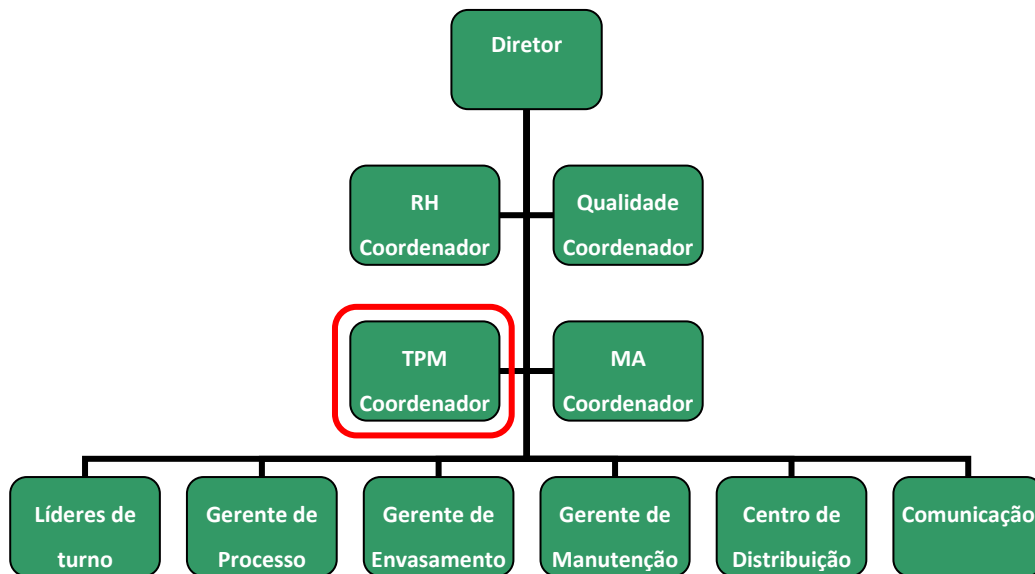 Diretor
RH
Coordenador
Qualidade
Coordenador
TPM
Coordenador
MA
Coordenador
Líderes de
turno
Gerente de
Processo
Gerente de
Envasamento
Gerente de
Manutenção
Centro de
Distribuição
Comunicação